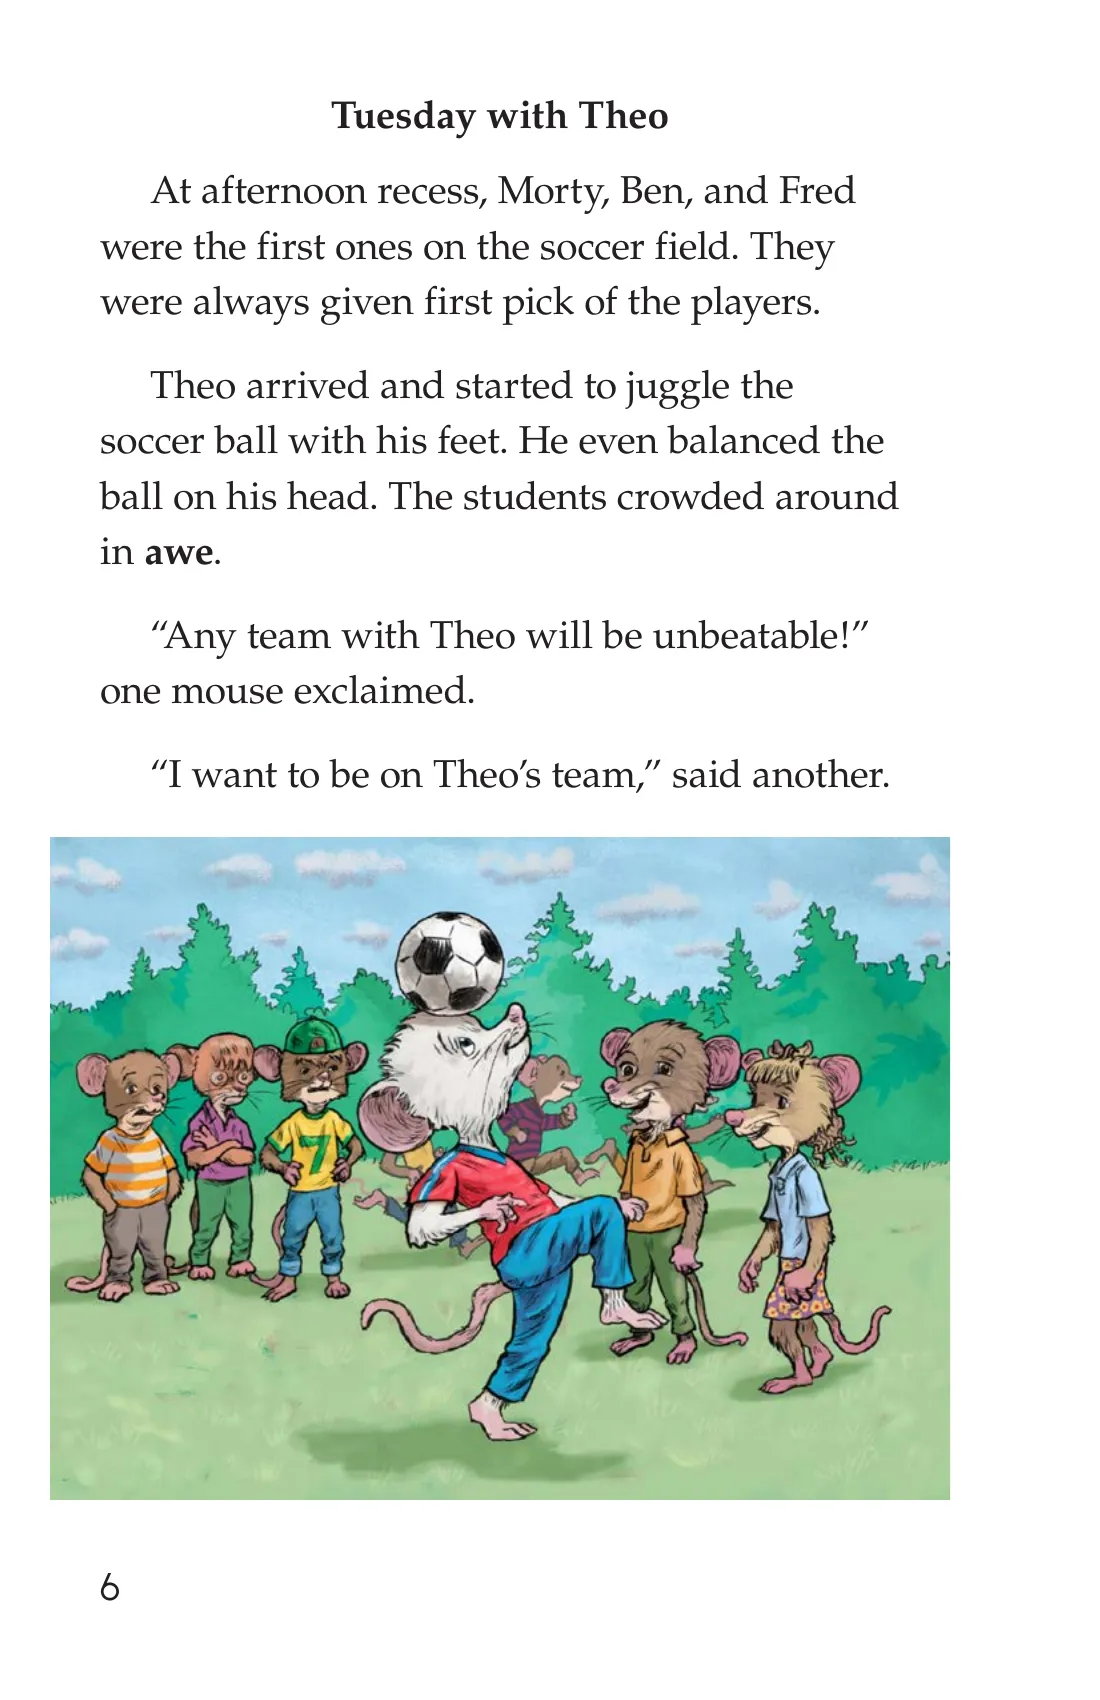 Tuesday with Theo
At afternoon recess, Morty, Ben, and Fred
were the first ones on the soccer field. They
were always given first pick of the players.
Theo arrived and started to juggle the
soccer ball with his feet. He even balanced the
ball on his head. The students crowded around
in awe.
“Any team with Theo will be unbeatable!”
one mouse exclaimed.
“I want to be on Theo’s team,” said another.
7
6